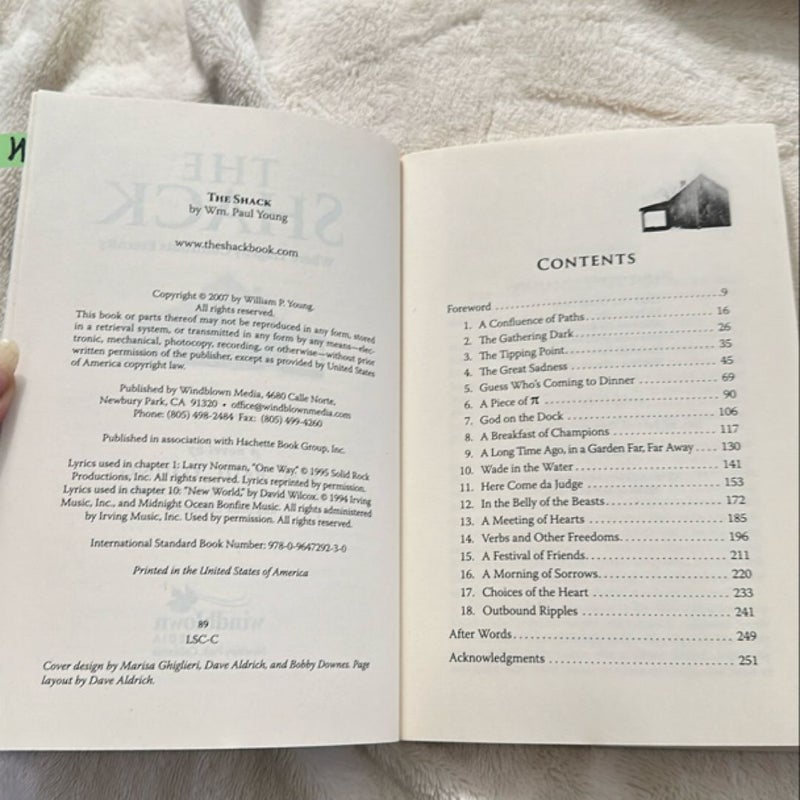 THE SHACK
by Wm. Paul Young
www.theshackbook.com
Copyright © 2007 by William P. Young.
All rights reserved.
This book or parts thereof may not be reproduced in any form, stored
in a retrieval system, or transmitted in any form by any means—elec-
tronic, mechanical, photocopy, recording, or otherwise—without prior
written permission of the publisher, except as provided by United States
of America copyright law.
Published by Windblown Media, 4680 Calle Norte,
Newbury Park, CA 91320 • office@windblownmedia.com
Phone: (805) 498-2484 Fax: (805) 499-4260
Published in association with Hachette Book Group, Inc.
Lyrics used in chapter 1: Larry Norman, "One Way," © 1995 Solid Rock
Productions, Inc. All rights reserved. Lyrics reprinted by permission.
Lyrics used in chapter 10: "New World," by David Wilcox. © 1994 Irving
Music, Inc., and Midnight Ocean Bonfire Music. All rights administered
by Irving Music, Inc. Used by permission. All rights reserved.
International Standard Book Number: 978-0-9647292-3-0
Printed in the United States of America
89
LSC-C
Cover design by Marisa Ghiglieri, Dave Aldrich, and Bobby Downes. Page
layout by Dave Aldrich.
CONTENTS
Foreword ........ 9
1. A Confluence of Paths ........ 16
2. The Gathering Dark ........ 26
3. The Tipping Point ........ 35
4. The Great Sadness ........ 45
5. Guess Who's Coming to Dinner ........ 69
6. A Piece of π ........ 90
7. God on the Dock ........ 106
8. A Breakfast of Champions ........ 117
9. A Long Time Ago, in a Garden Far, Far Away .... 130
10. Wade in the Water ........ 141
11. Here Come da Judge ........ 153
12. In the Belly of the Beasts ........ 172
13. A Meeting of Hearts ........ 185
14. Verbs and Other Freedoms ........ 196
15. A Festival of Friends ........ 211
16. A Morning of Sorrows ........ 220
17. Choices of the Heart ........ 233
18. Outbound Ripples ........ 241
After Words ........ 249
Acknowledgments ........ 251